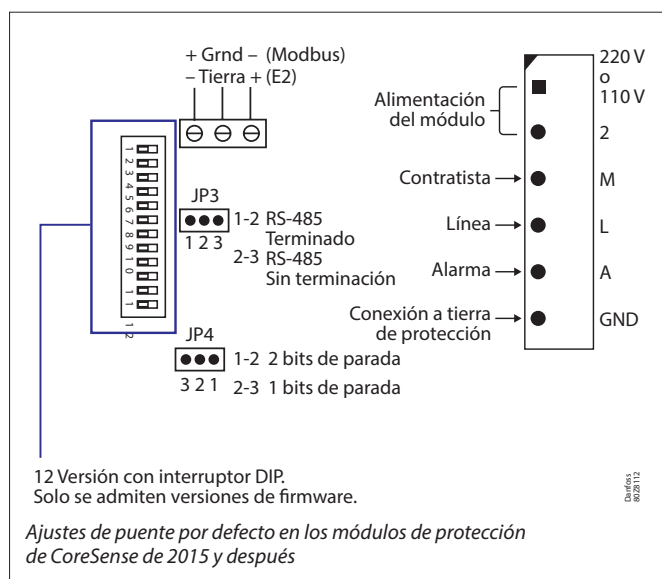 + Grnd – (Modbus)
– Tierra + (E2)
1
2
3
4
5
6
7
8
9
10
11
12
JP3
1 2 3
1-2 RS-485
Terminado
2-3 RS-485
Sin terminación
JP4
3 2 1
1-2 2 bits de parada
2-3 1 bits de parada
Alimentación
del módulo
220 V
o
110 V
2
Contratista
M
Línea
L
Alarma
A
Conexión a tierra
de protección
GND
12 Versión con interruptor DIP.
Solo se admiten versiones de firmware.
Danfoss
80Z8112
Ajustes de puente por defecto en los módulos de protección
de CoreSense de 2015 y después